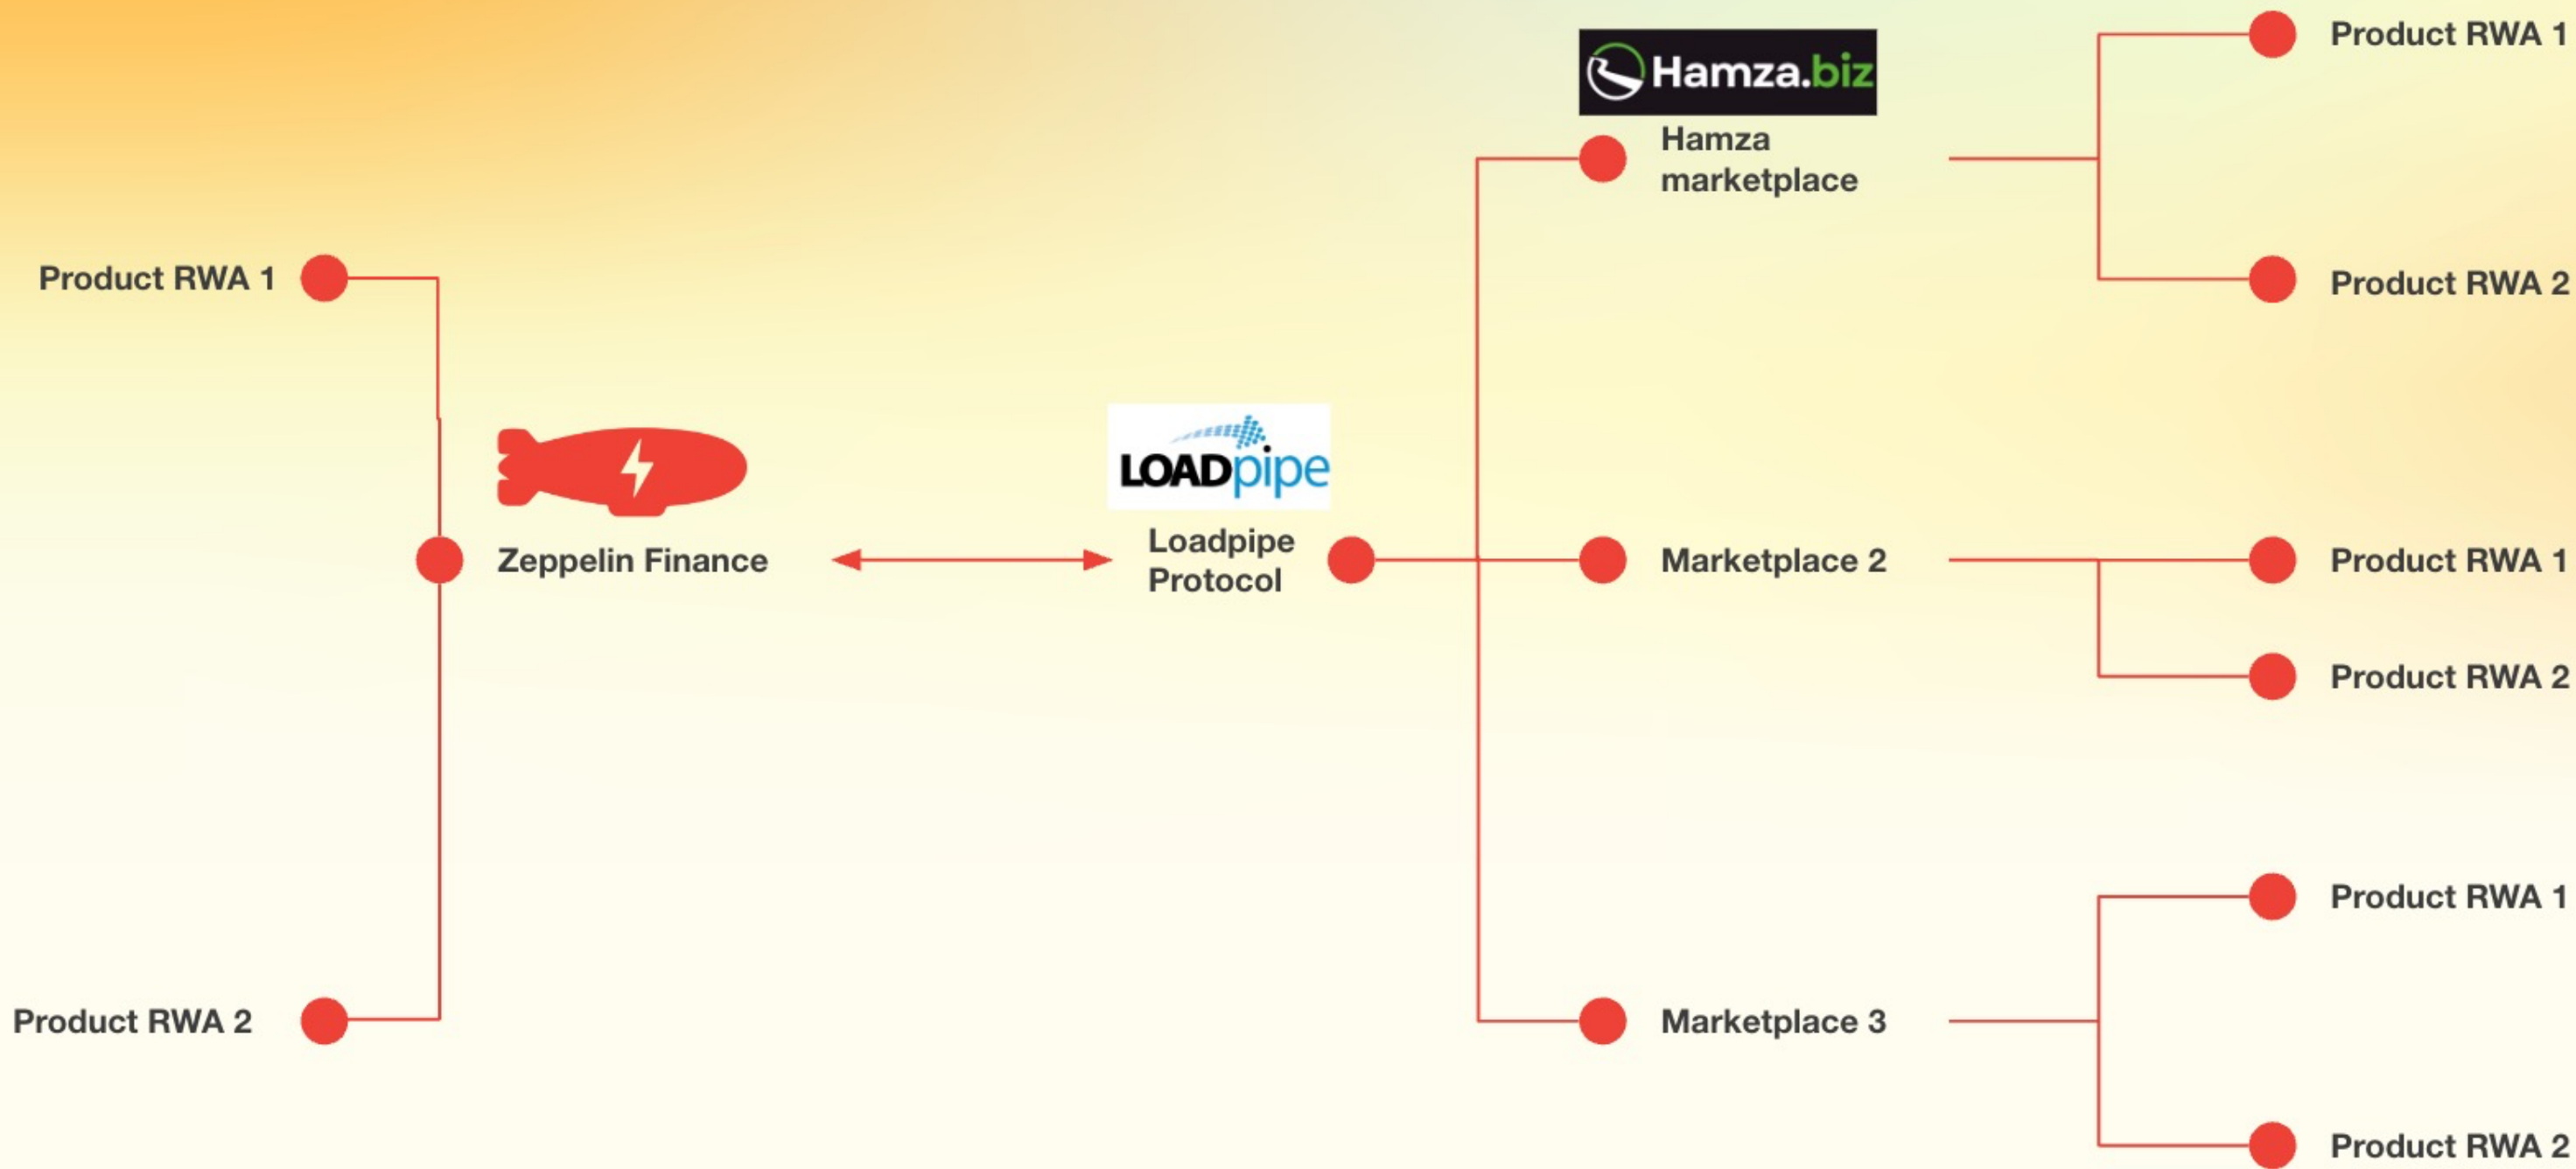 Product RWA 1
Product RWA 2
Zeppelin Finance
LOADpipe
Loadpipe
Protocol
Hamza.biz
Hamza
marketplace
Product RWA 1
Product RWA 2
Marketplace 2
Product RWA 1
Product RWA 2
Marketplace 3
Product RWA 1
Product RWA 2